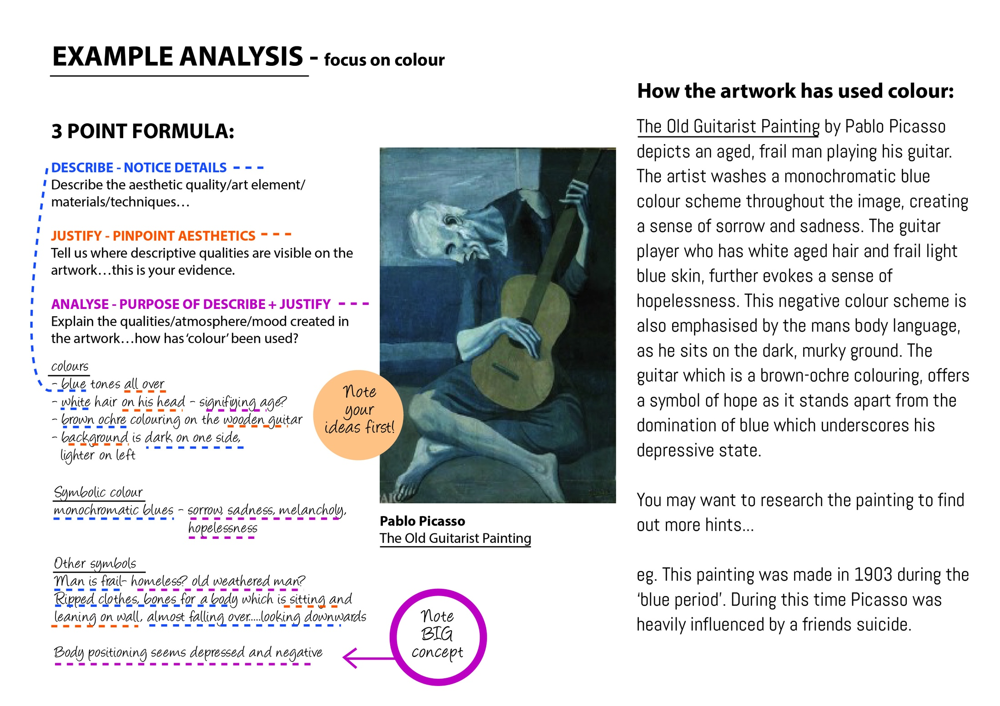 EXAMPLE ANALYSIS - focus on colour
3 POINT FORMULA:
DESCRIBE - NOTICE DETAILS - - -
Describe the aesthetic quality/art element/
materials/techniques…
JUSTIFY - PINPOINT AESTHETICS - - -
Tell us where descriptive qualities are visible on the
artwork…this is your evidence.
ANALYSE - PURPOSE OF DESCRIBE + JUSTIFY - - -
Explain the qualities/atmosphere/mood created in
the artwork…how has ‘colour’ been used?
colours
- blue tones all over
- white hair on his head - signifiying age?
- brown ochre colouring on the wooden guitar
- background is dark on one side,
lighter on left
Symbolic colour
monochromatic blues - sorrow, sadness, melancholy,
hopelessness
Other symbols
Man is frail- homeless? old weathered man?
Ripped clothes, bones for a body which is sitting and
leaning on wall, almost falling over.....looking downwards
Body positioning seems depressed and negative
Note
your
ideas first!
AIC
Pablo Picasso
The Old Guitarist Painting
Note
BIG
concept
How the artwork has used colour:
The Old Guitarist Painting by Pablo Picasso
depicts an aged, frail man playing his guitar.
The artist washes a monochromatic blue
colour scheme throughout the image, creating
a sense of sorrow and sadness. The guitar
player who has white aged hair and frail light
blue skin, further evokes a sense of
hopelessness. This negative colour scheme is
also emphasised by the mans body language,
as he sits on the dark, murky ground. The
guitar which is a brown-ochre colouring, offers
a symbol of hope as it stands apart from the
domination of blue which underscores his
depressive state.
You may want to research the painting to find
out more hints...
eg. This painting was made in 1903 during the
‘blue period’. During this time Picasso was
heavily influenced by a friends suicide.